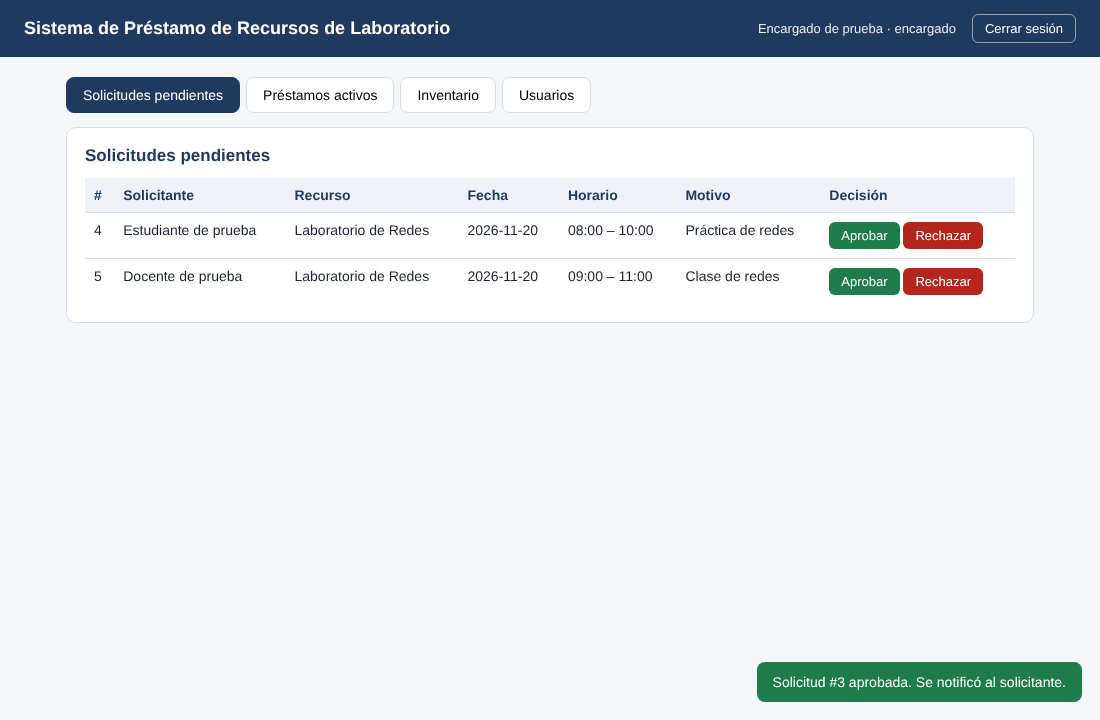 Sistema de Préstamo de Recursos de Laboratorio
Encargado de prueba · encargado
Cerrar sesión
Solicitudes pendientes
Préstamos activos
Inventario
Usuarios
Solicitudes pendientes
# Solicitante Recurso Fecha Horario Motivo Decisión
4 Estudiante de prueba Laboratorio de Redes 2026-11-20 08:00 – 10:00 Práctica de redes Aprobar Rechazar
5 Docente de prueba Laboratorio de Redes 2026-11-20 09:00 – 11:00 Clase de redes Aprobar Rechazar
Solicitud #3 aprobada. Se notificó al solicitante.